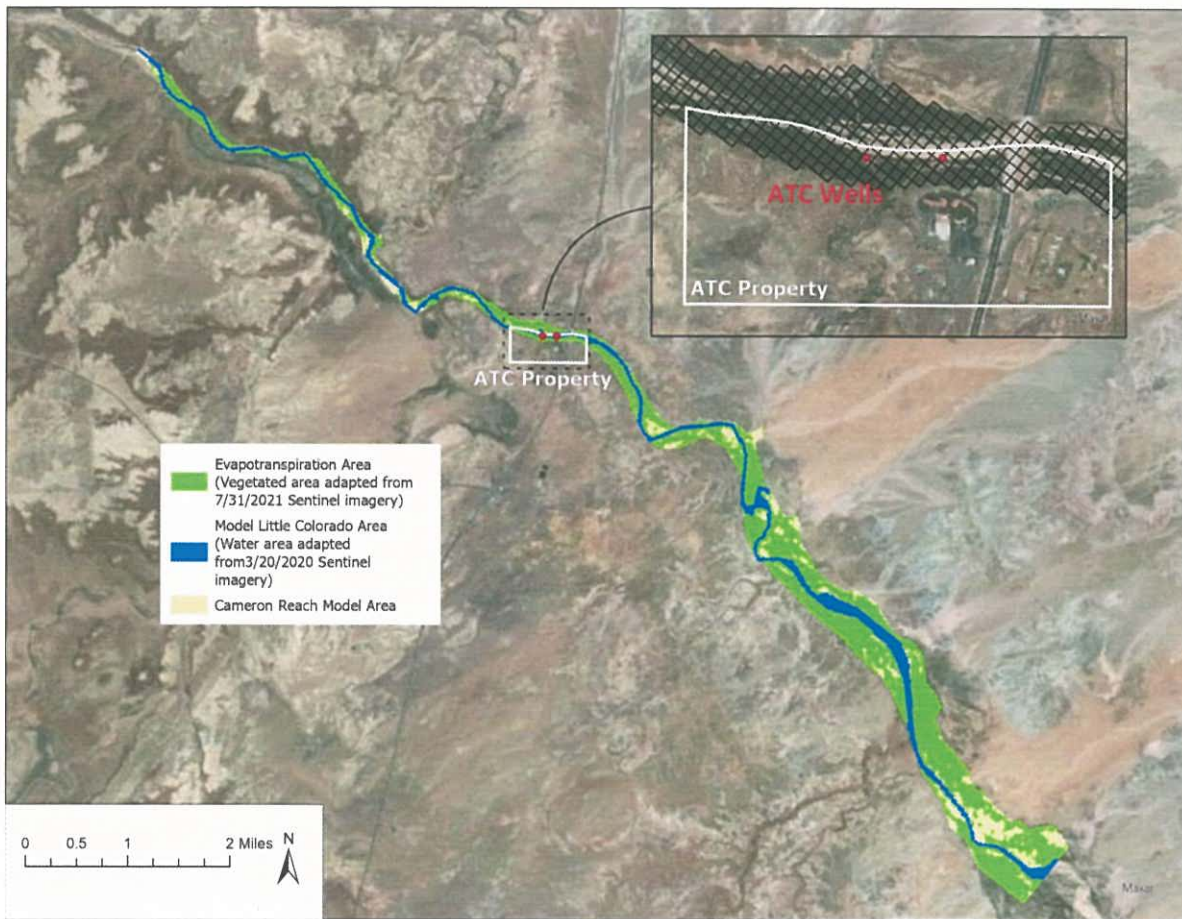 ATC Wells
ATC Property
ATC Property
Evapotranspiration Area
(Vegetated area adapted from
7/31/2021 Sentinel imagery)
Model Little Colorado Area
(Water area adapted
from3/20/2020 Sentinel
imagery)
Cameron Reach Model Area
0 0.5 1 2 Miles N